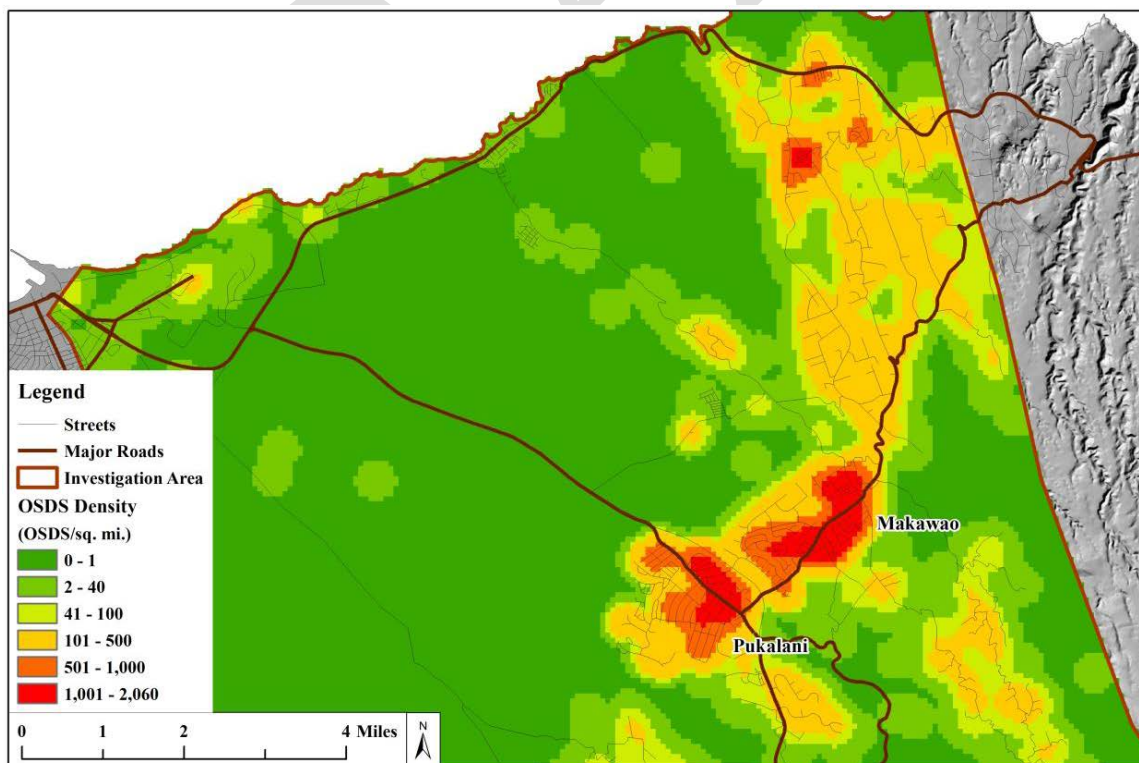 Legend
Streets
Major Roads
Investigation Area
OSDS Density
(OSDS/sq. mi.)
0 - 1
2 - 40
41 - 100
101 - 500
501 - 1,000
1,001 - 2,060
0 2 4 Miles
N
Makawao
Pukalani